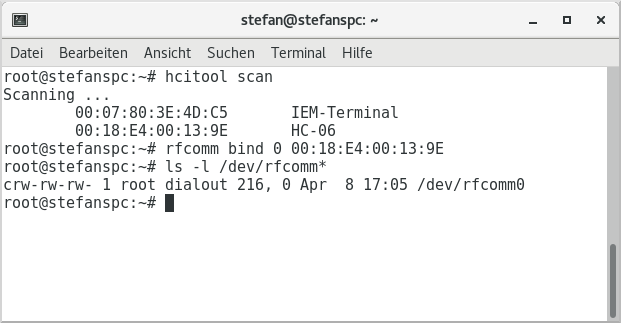 stefan@stefanspc: ~
Datei Bearbeiten Ansicht Suchen Terminal Hilfe
root@stefanspc:~# hcitool scan
Scanning ...
        00:07:80:3E:4D:C5       IEM-Terminal
        00:18:E4:00:13:9E       HC-06
root@stefanspc:~# rfcomm bind 0 00:18:E4:00:13:9E
root@stefanspc:~# ls -l /dev/rfcomm*
crw-rw-rw- 1 root dialout 216, 0 Apr  8 17:05 /dev/rfcomm0
root@stefanspc:~#